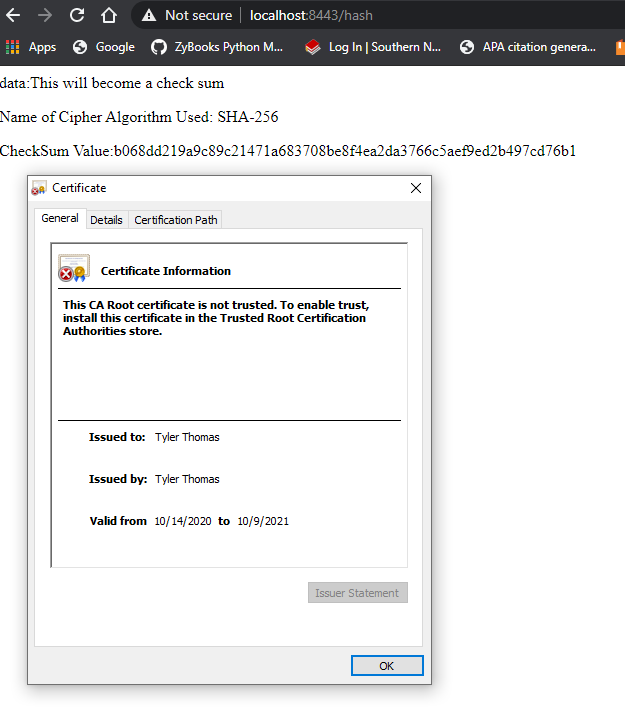 Not secure | localhost:8443/hash
Apps Google ZyBooks Python M... Log In | Southern N... APA citation genera...
data:This will become a check sum
Name of Cipher Algorithm Used: SHA-256
CheckSum Value:b068dd219a9c89c21471a683708be8f4ea2da3766c5aef9ed2b497cd76b1
Certificate
General Details Certification Path
Certificate Information
This CA Root certificate is not trusted. To enable trust,
install this certificate in the Trusted Root Certification
Authorities store.
Issued to: Tyler Thomas
Issued by: Tyler Thomas
Valid from 10/14/2020 to 10/9/2021
Issuer Statement
OK